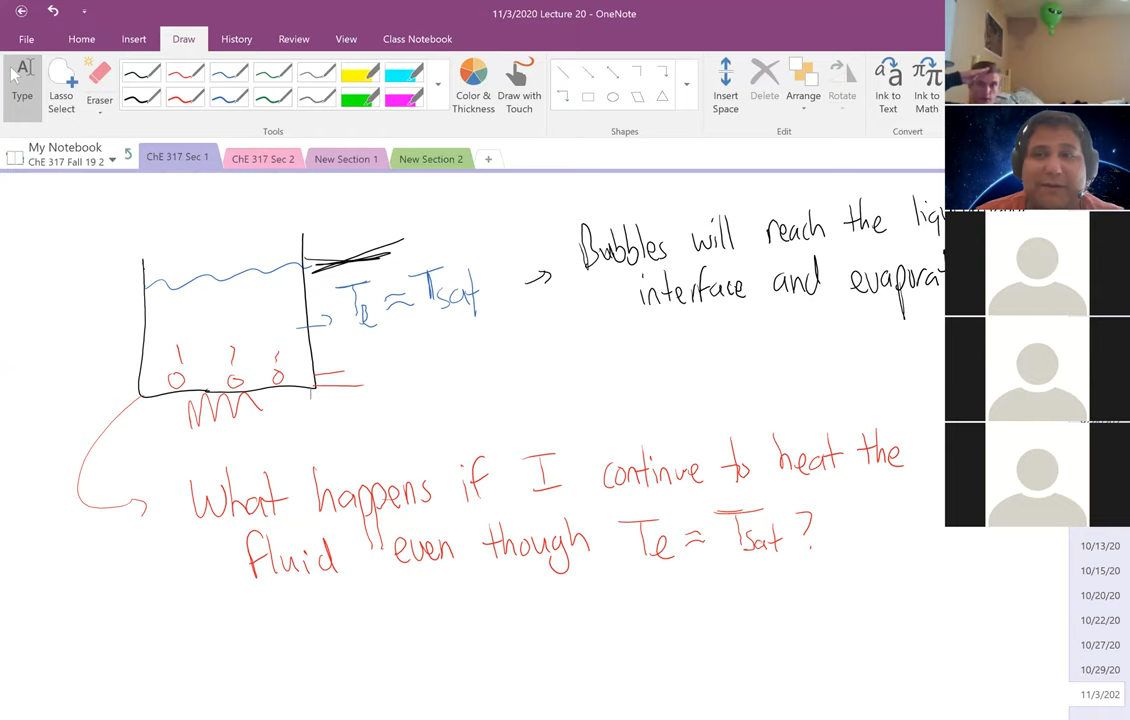 11/3/2020 Lecture 20 - OneNote
File Home Insert Draw History Review View Class Notebook
Type
Lasso Select
Eraser
Color & Thickness
Draw with Touch
Insert Space
Delete
Arrange
Rotate
Ink to Text
Ink to Math
Tools
Shapes
Edit
Convert
My Notebook
ChE 317 Fall 19 2
ChE 317 Sec 1
ChE 317 Sec 2
New Section 1
New Section 2
Bubbles will reach the
interface and
Tℓ ≈ Tsat
What happens if I continue to heat the
fluid even though Tℓ ≈ Tsat?
10/13/20
10/15/20
10/20/20
10/22/20
10/27/20
10/29/20
11/3/202